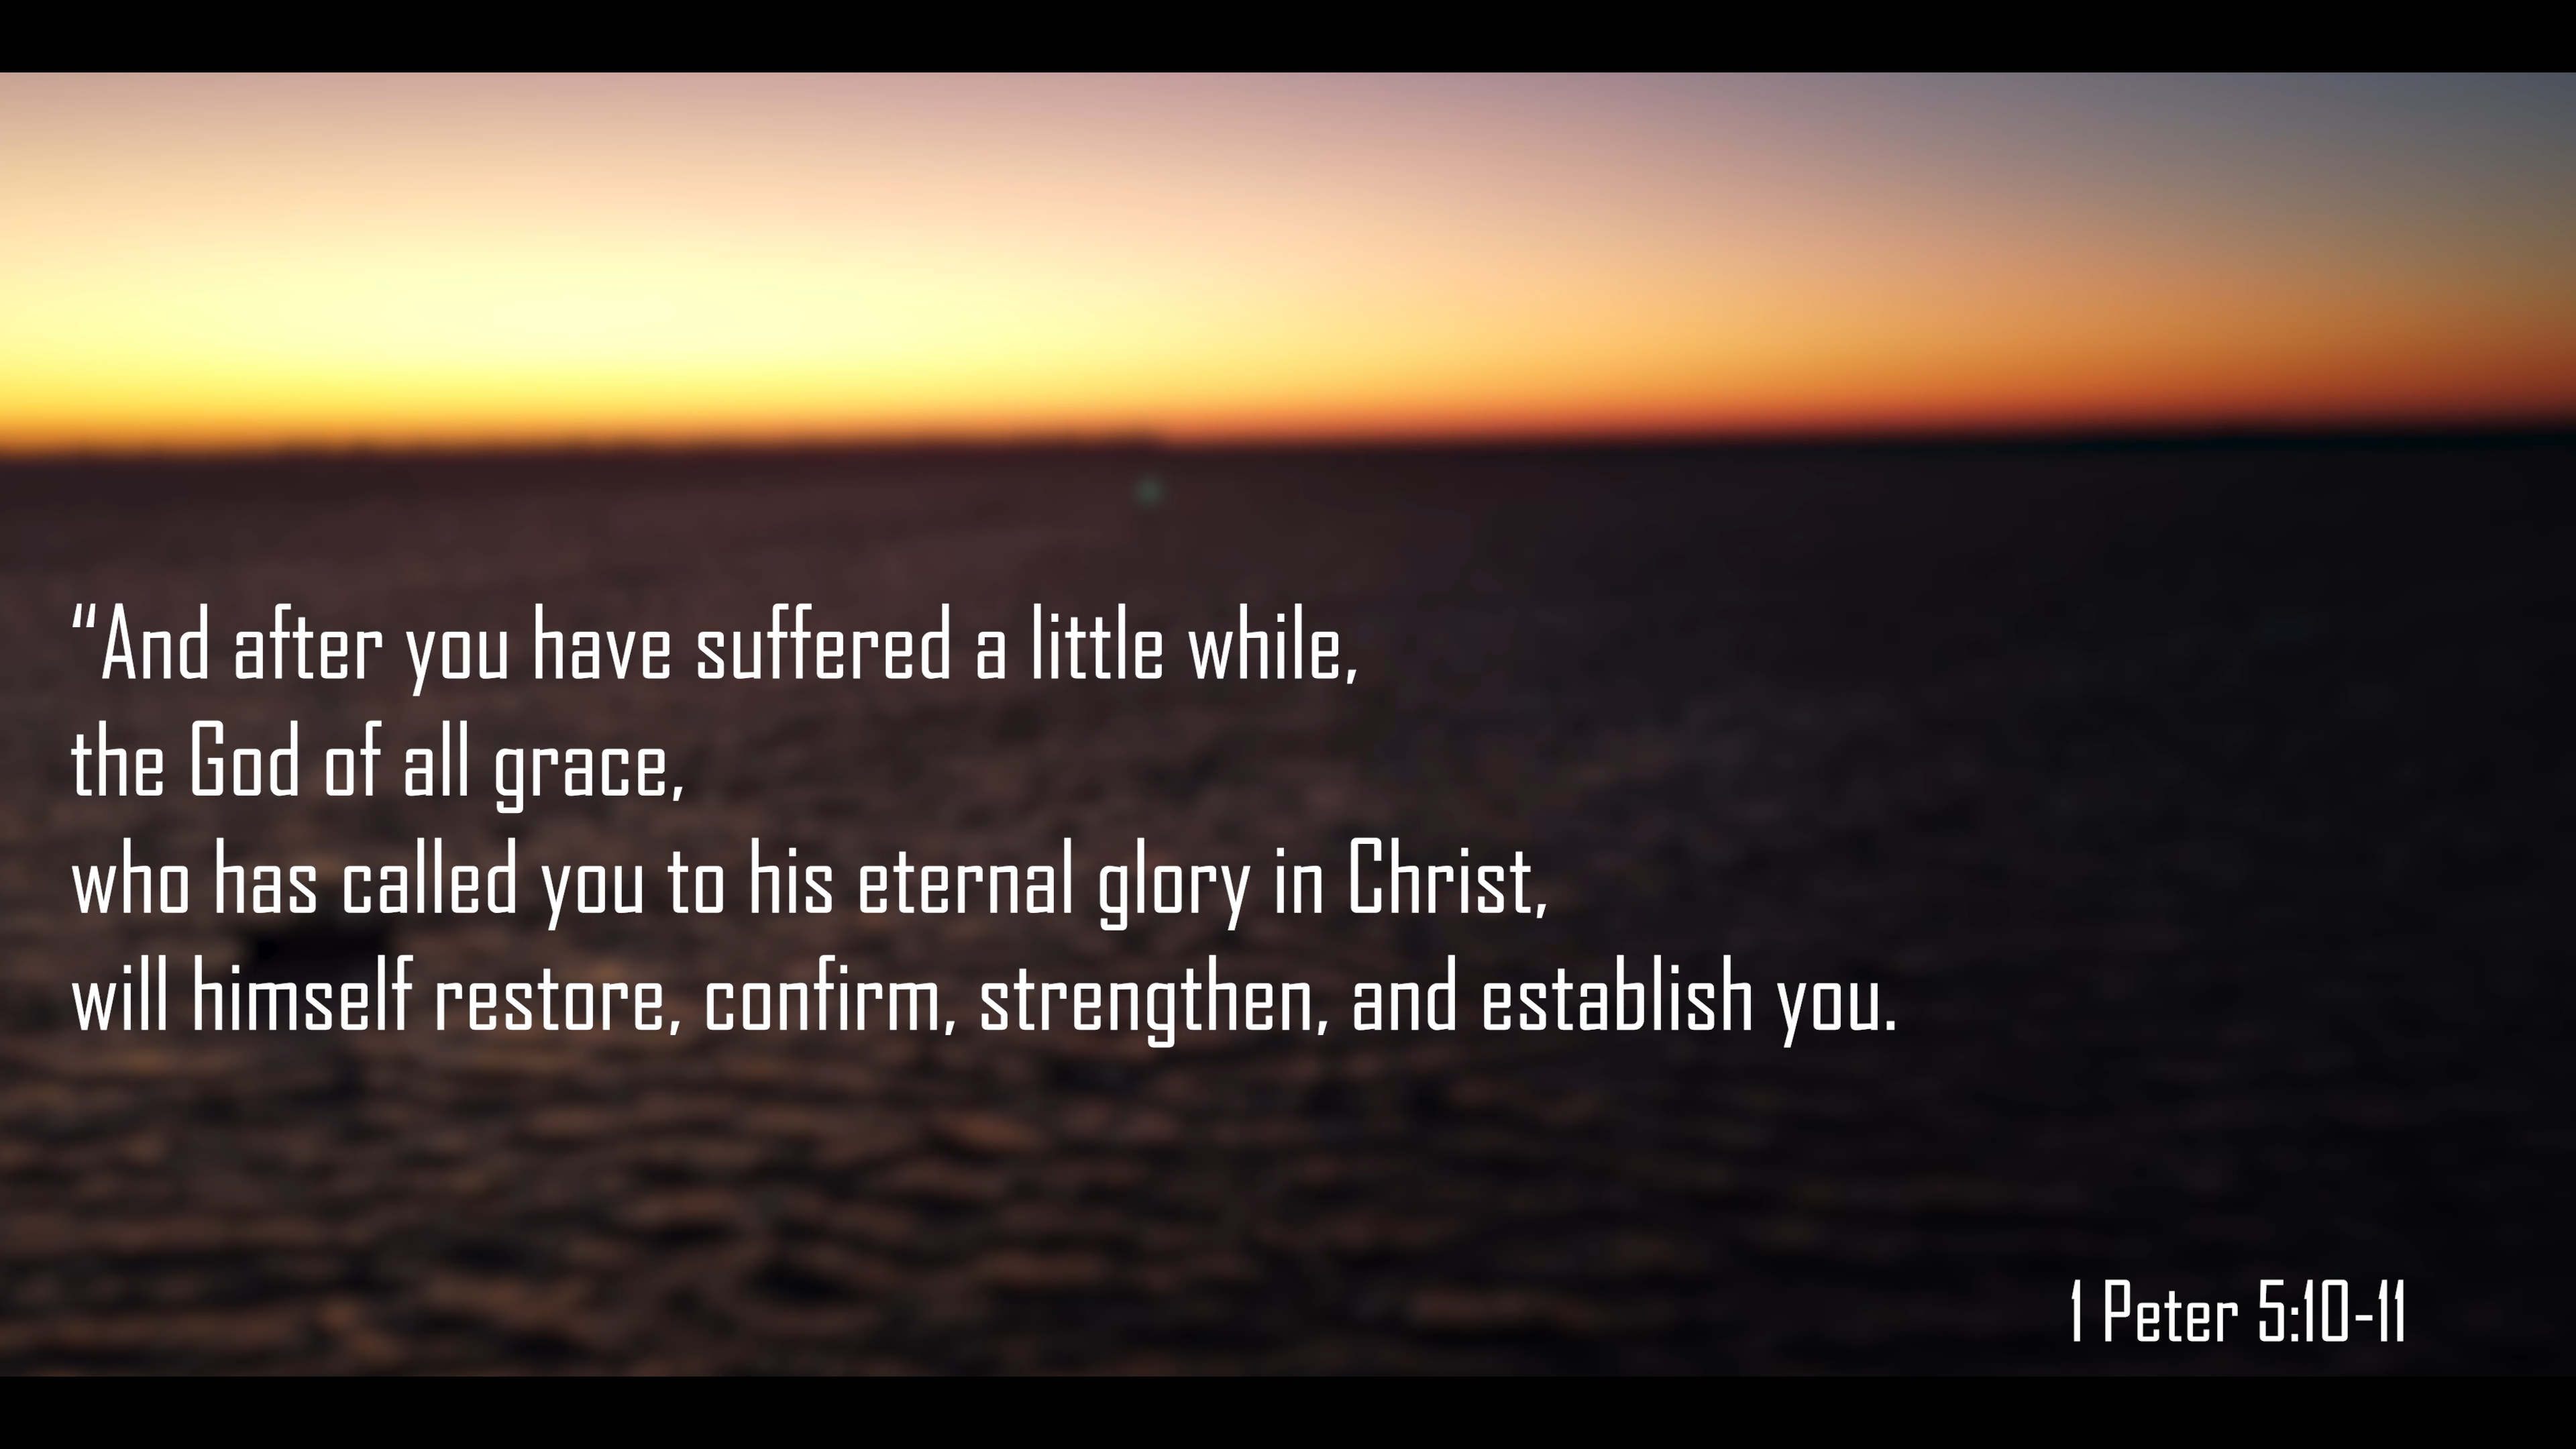 “And after you have suffered a little while,
the God of all grace,
who has called you to his eternal glory in Christ,
will himself restore, confirm, strengthen, and establish you.
1 Peter 5:10-11